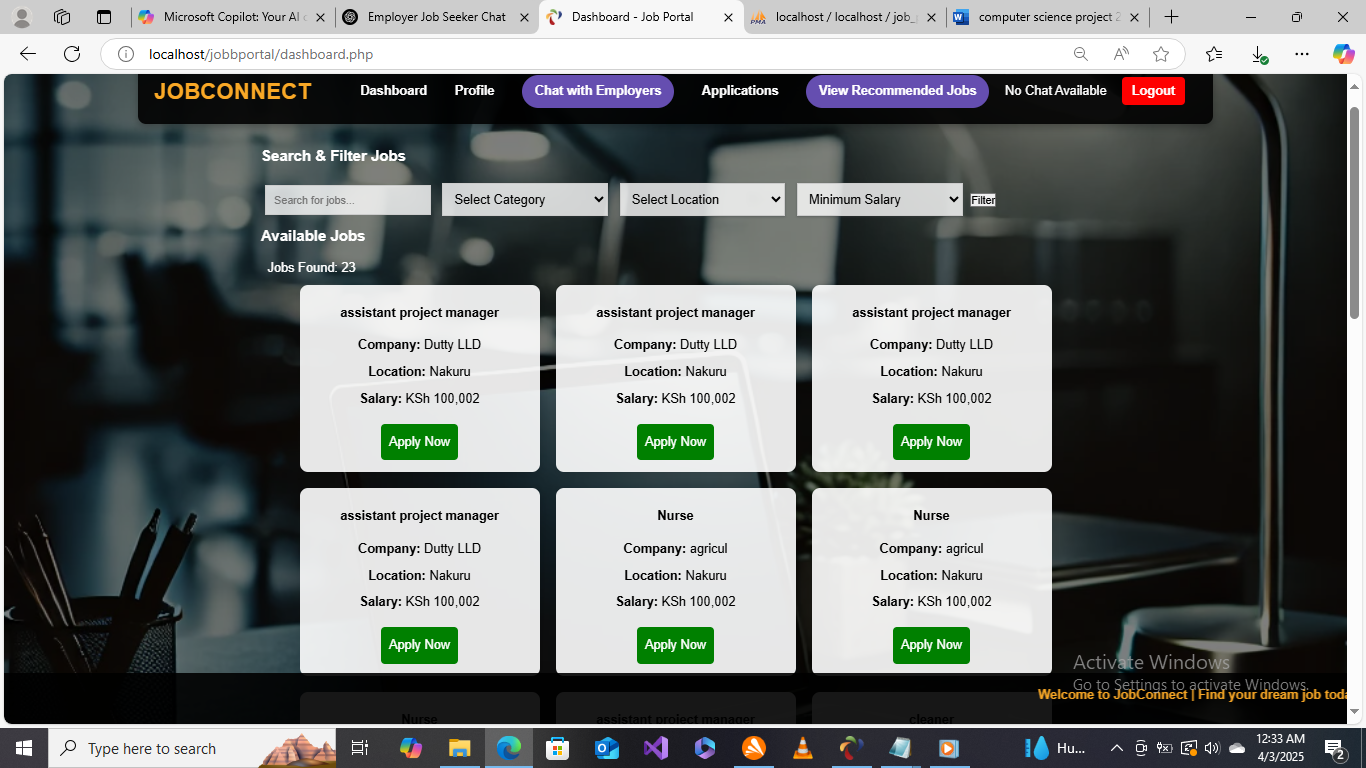 Microsoft Copilot: Your AI c
Employer Job Seeker Chat
Dashboard - Job Portal
localhost / localhost / job_
computer science project 2
localhost/jobbportal/dashboard.php
JOBCONNECT
Dashboard
Profile
Chat with Employers
Applications
View Recommended Jobs
No Chat Available
Logout
Search & Filter Jobs
Search for jobs...
Select Category
Select Location
Minimum Salary
Filter
Available Jobs
Jobs Found: 23
assistant project manager
Company: Dutty LLD
Location: Nakuru
Salary: KSh 100,002
Apply Now
assistant project manager
Company: Dutty LLD
Location: Nakuru
Salary: KSh 100,002
Apply Now
assistant project manager
Company: Dutty LLD
Location: Nakuru
Salary: KSh 100,002
Apply Now
assistant project manager
Company: Dutty LLD
Location: Nakuru
Salary: KSh 100,002
Apply Now
Nurse
Company: agricul
Location: Nakuru
Salary: KSh 100,002
Apply Now
Nurse
Company: agricul
Location: Nakuru
Salary: KSh 100,002
Apply Now
Activate Windows
Go to Settings to activate Windows.
Welcome to JobConnect | Find your dream job toda
Nurse
assistant project manager
cleaner
Type here to search
Hu...
12:33 AM
4/3/2025
2